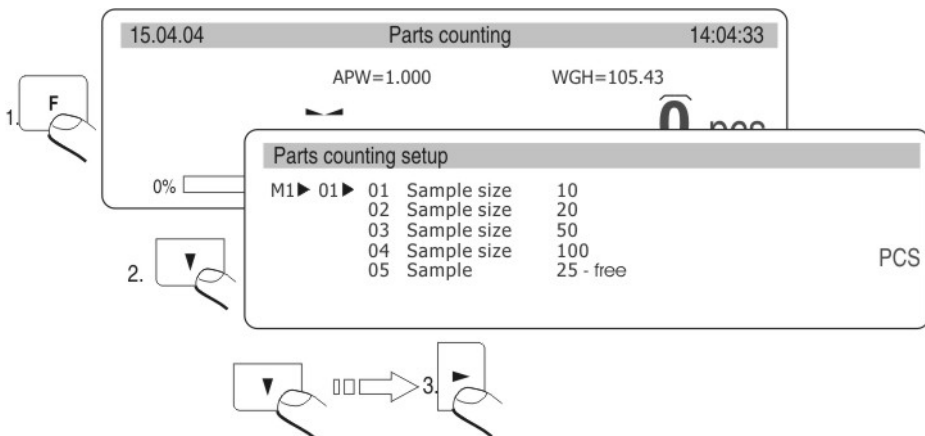 15.04.04 Parts counting 14:04:33
APW=1.000 WGH=105.43
1. F
0 pcs
0%
Parts counting setup
M1▶ 01▶ 01 Sample size 10
02 Sample size 20
03 Sample size 50
04 Sample size 100
05 Sample 25 - free
PCS
2.
3.